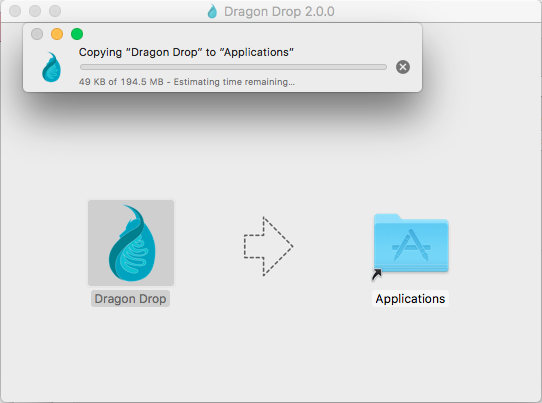 Dragon Drop 2.0.0
Copying “Dragon Drop” to “Applications”
49 KB of 194.5 MB - Estimating time remaining…
Dragon Drop
Applications